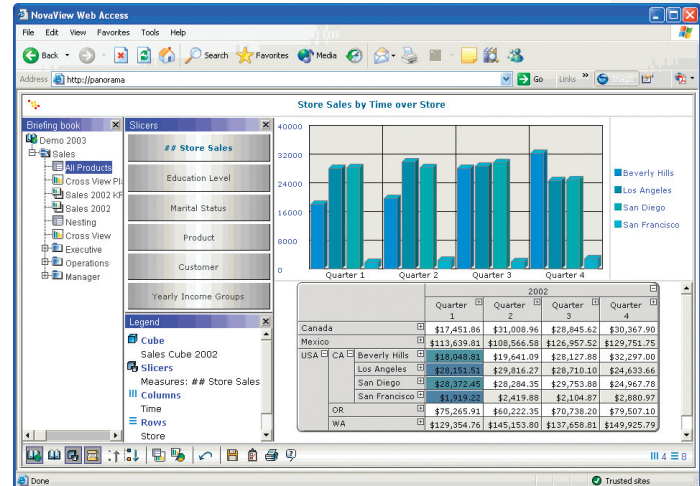 NovaView Web Access
File Edit View Favorites Tools Help
Back Search Favorites Media
Address http://panorama Go Links »
Store Sales by Time over Store
Briefing book
Demo 2003
Sales
All Products
Cross View Pi
Sales 2002 KF
Sales 2002
Nesting
Cross View
Executive
Operations
Manager
Slicers
## Store Sales
Education Level
Marital Status
Product
Customer
Yearly Income Groups
Legend
Cube
Sales Cube 2002
Slicers
Measures: ## Store Sales
Columns
Time
Rows
Store
40000
32000
24000
16000
8000
0
Quarter 1 Quarter 2 Quarter 3 Quarter 4
Beverly Hills
Los Angeles
San Diego
San Francisco
2002
Quarter 1 Quarter 2 Quarter 3 Quarter 4
Canada $17,451.86 $31,008.96 $28,845.62 $30,367.90
Mexico $113,639.81 $108,566.58 $126,957.52 $129,751.75
USA CA Beverly Hills $18,048.81 $19,641.09 $28,127.88 $32,297.00
Los Angeles $28,151.51 $29,816.27 $28,710.10 $24,633.66
San Diego $28,372.45 $28,284.35 $29,753.88 $24,967.78
San Francisco $1,919.22 $2,419.88 $2,104.87 $2,880.97
OR $75,265.91 $60,222.35 $70,738.20 $79,507.10
WA $129,354.76 $145,153.80 $137,658.81 $149,925.79
4 8
Done Trusted sites